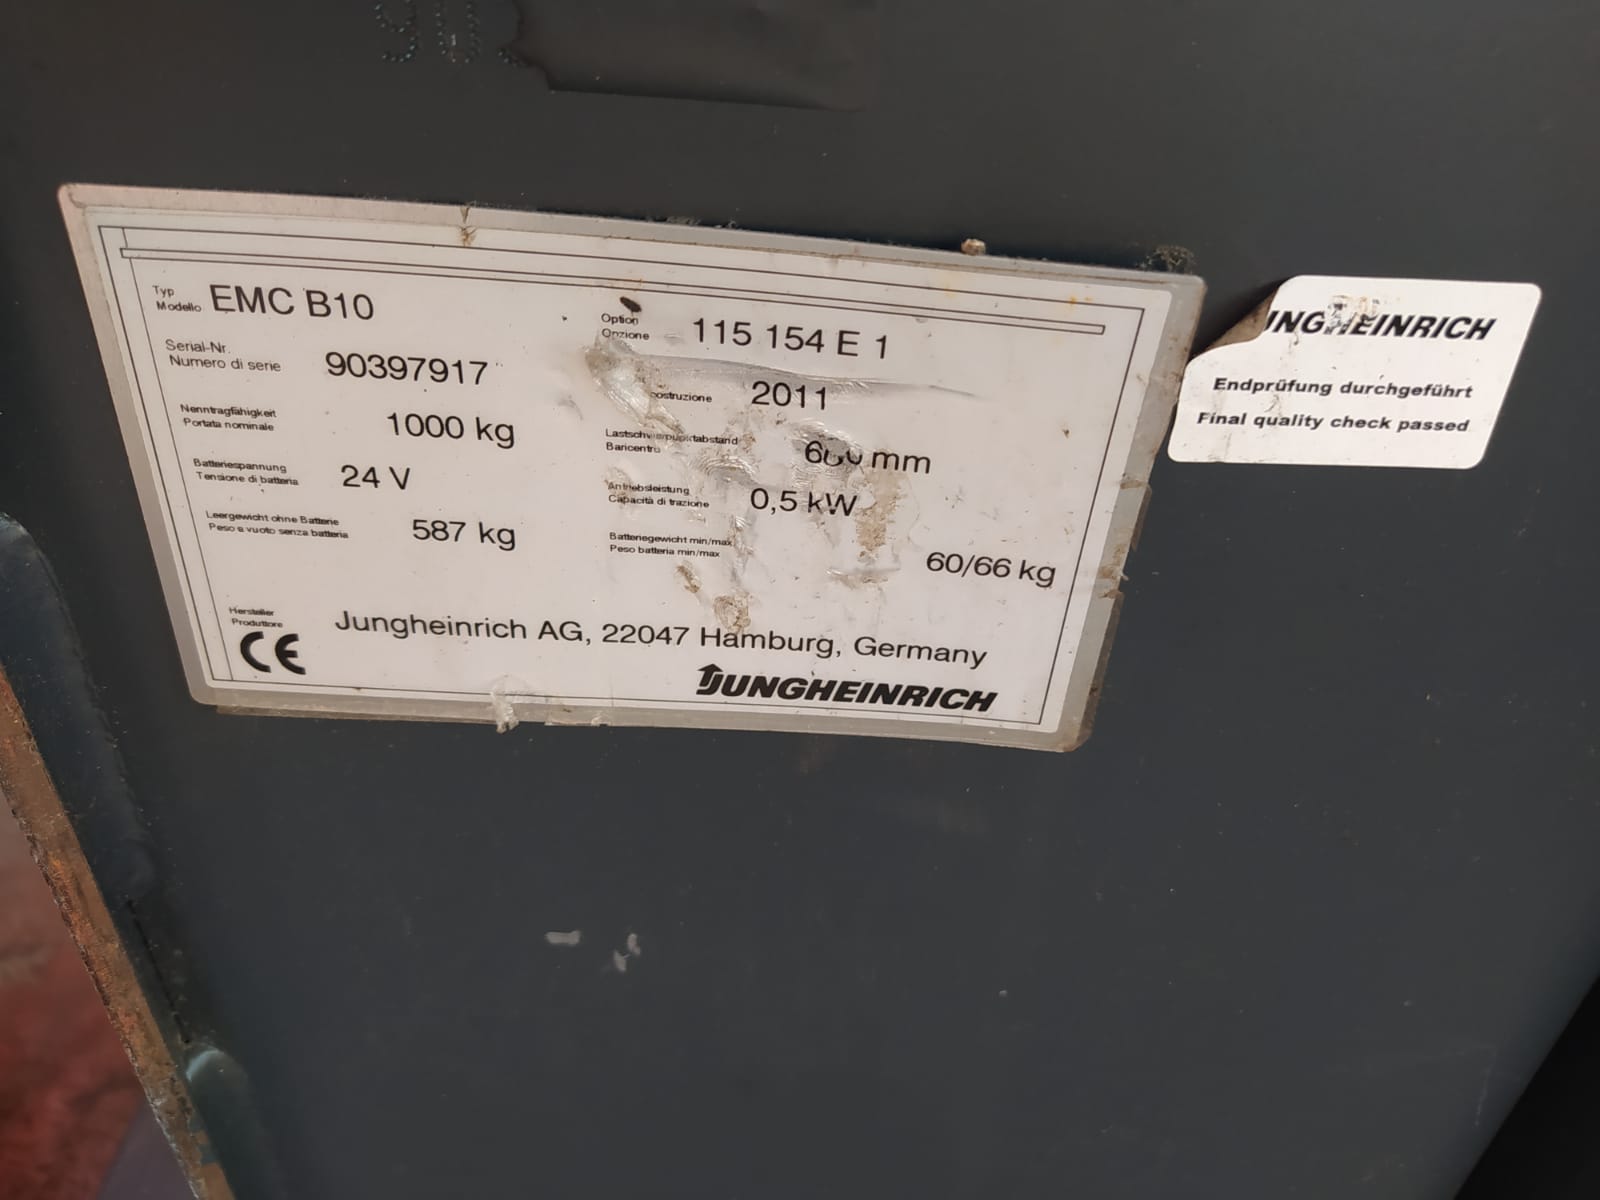 Typ
Modello
EMC B10
Option
Opzione
115 154 E 1
Serial-Nr.
Numero di serie
90397917
2011
Nenntragfähigkeit
Portata nominale
1000 kg
Lastschwerpunktabstand
Baricentro
mm
Batteriespannung
Tensione di batteria
24 V
Antriebsleistung
Capacità di trazione
0,5 kW
Leergewicht ohne Batterie
Peso a vuoto senza batteria
587 kg
Batteriegewicht min/max
Peso batteria min/max
60/66 kg
Hersteller
Produttore
CE
Jungheinrich AG, 22047 Hamburg, Germany
JUNGHEINRICH
JUNGHEINRICH
Endprüfung durchgeführt
Final quality check passed